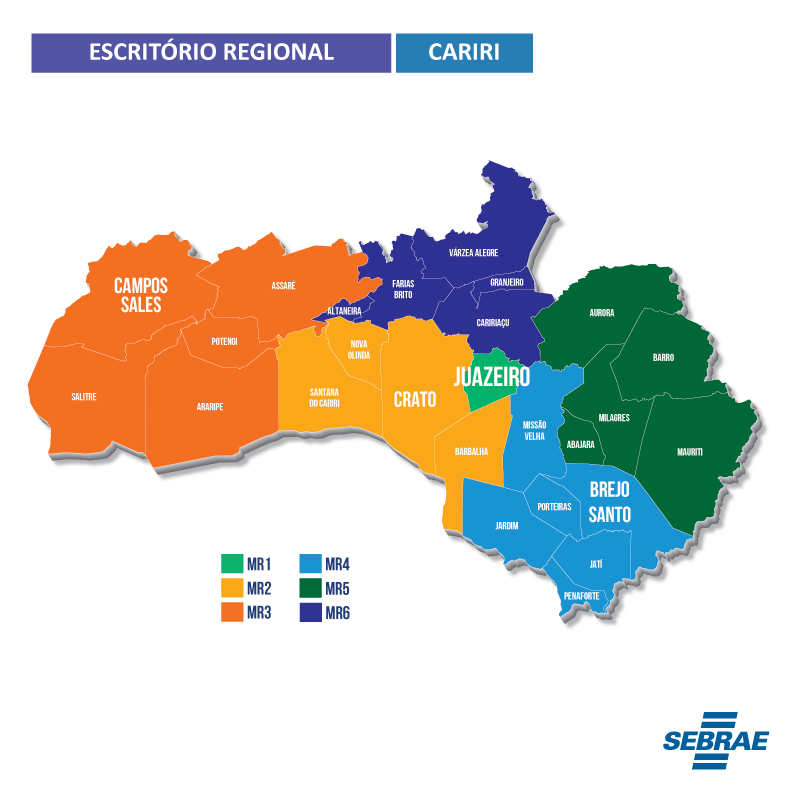 ESCRITÓRIO REGIONAL
CARIRI
VÁRZEA ALEGRE
CAMPOS
SALES
ASSARÉ
FARIAS
BRITO
GRANJEIRO
ALTANEIRA
CARIRIAÇU
AURORA
POTENGI
NOVA
OLINDA
BARRO
JUAZEIRO
SALITRE
SANTANA
DO CARIRI
CRATO
ARARIPE
MISSÃO
VELHA
MILAGRES
ABAJARA
BARBALHA
MAURITI
BREJO
SANTO
PORTEIRAS
JARDIM
JATÍ
PENAFORTE
MR1
MR4
MR2
MR5
MR3
MR6
SEBRAE